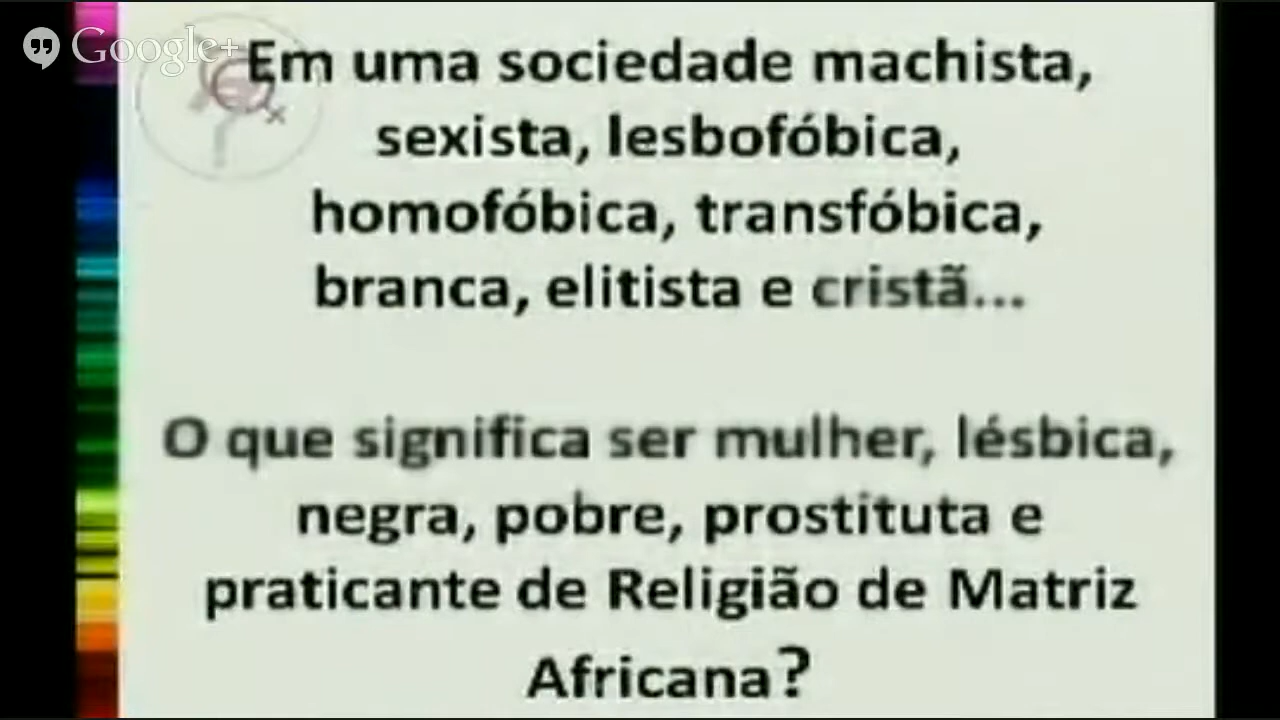 Google+
Em uma sociedade machista,
sexista, lesbofóbica,
homofóbica, transfóbica,
branca, elitista e cristã...
O que significa ser mulher, lésbica,
negra, pobre, prostituta e
praticante de Religião de Matriz
Africana?